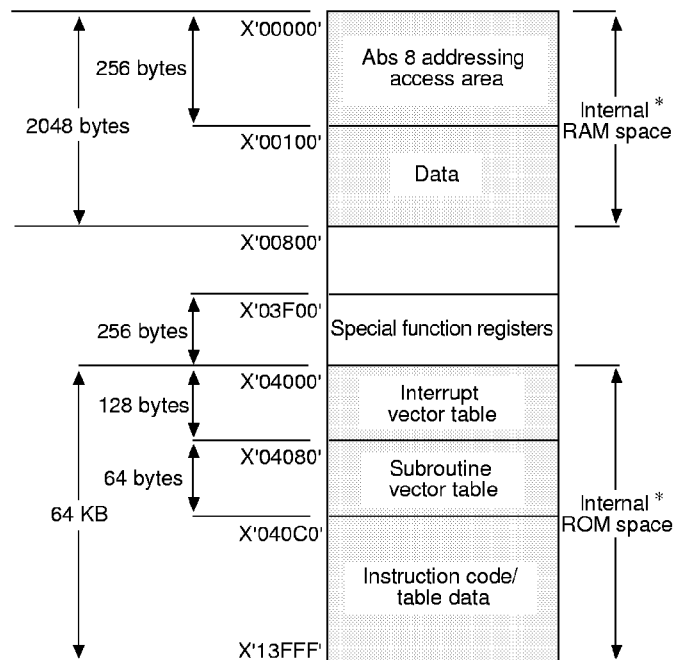 X'00000'
Abs 8 addressing
access area
256 bytes
2048 bytes
Internal *
RAM space
X'00100'
Data
X'00800'
X'03F00'
Special function registers
256 bytes
X'04000'
Interrupt
vector table
128 bytes
X'04080'
Subroutine
vector table
64 bytes
64 KB
Internal *
ROM space
X'040C0'
Instruction code/
table data
X'13FFF'